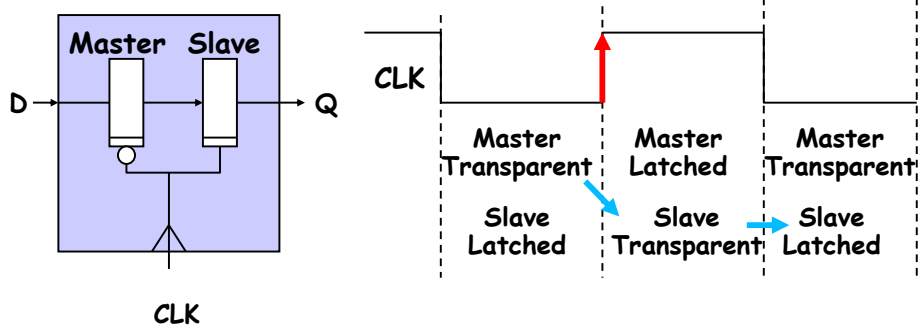 Master Slave
D
Q
CLK
CLK
Master
Transparent
Master
Latched
Master
Transparent
Slave
Latched
Slave
Transparent
Slave
Latched